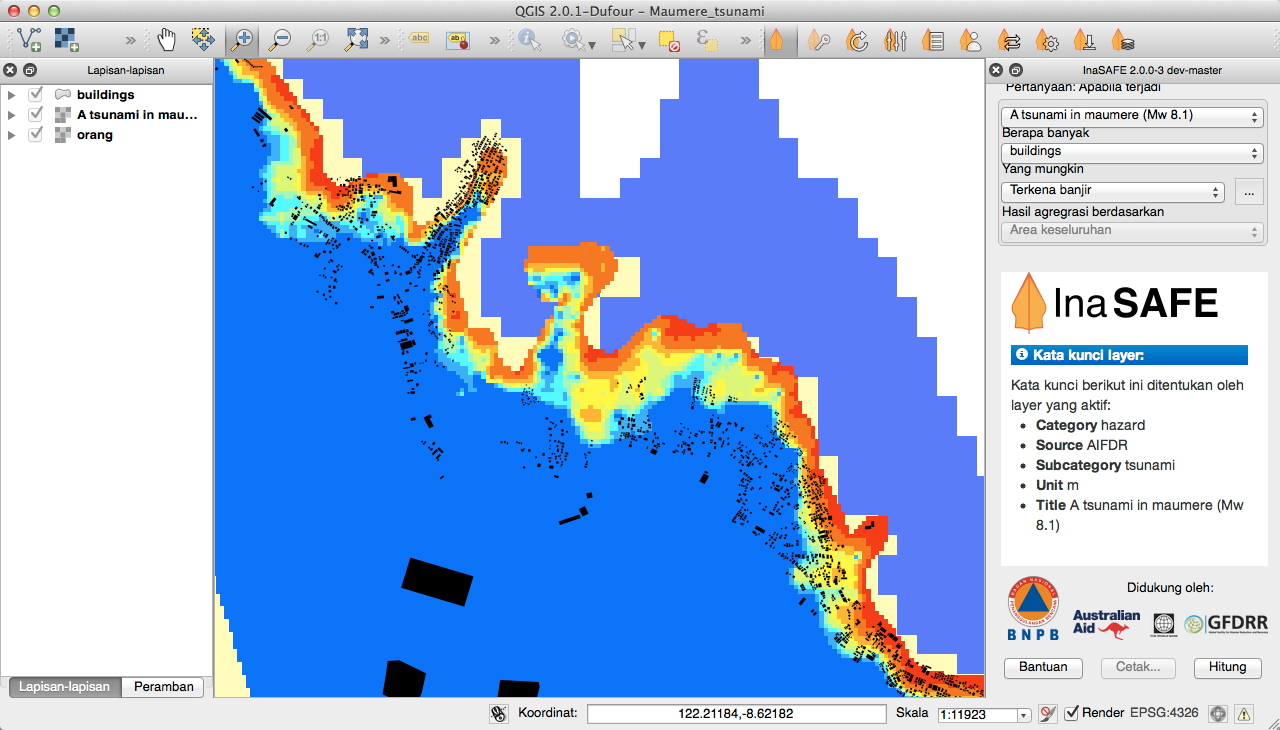 QGIS 2.0.1-Dufour - Maumere_tsunami
Lapisan-lapisan
buildings
A tsunami in mau...
orang
Lapisan-lapisan
Peramban
InaSAFE 2.0.0-3 dev-master
Pertanyaan: Apabila terjadi
A tsunami in maumere (Mw 8.1)
Berapa banyak
buildings
Yang mungkin
Terkena banjir
...
Hasil agregrasi berdasarkan
Area keseluruhan
InaSAFE
Kata kunci layer:
Kata kunci berikut ini ditentukan oleh
layer yang aktif:
Category hazard
Source AIFDR
Subcategory tsunami
Unit m
Title A tsunami in maumere (Mw
8.1)
Didukung oleh:
BNPB
Australian
Aid
GFDRR
Bantuan
Cetak...
Hitung
Koordinat:
122.21184,-8.62182
Skala
1:11923
Render
EPSG:4326